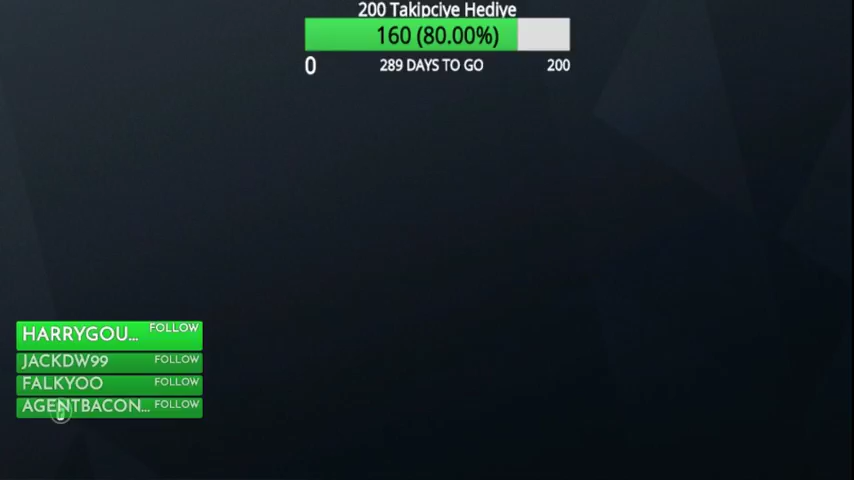 200 Takipciye Hediye
160 (80.00%)
0 289 DAYS TO GO 200
HARRYGOU... FOLLOW
JACKDW99 FOLLOW
FALKYOO FOLLOW
AGENTBACON... FOLLOW